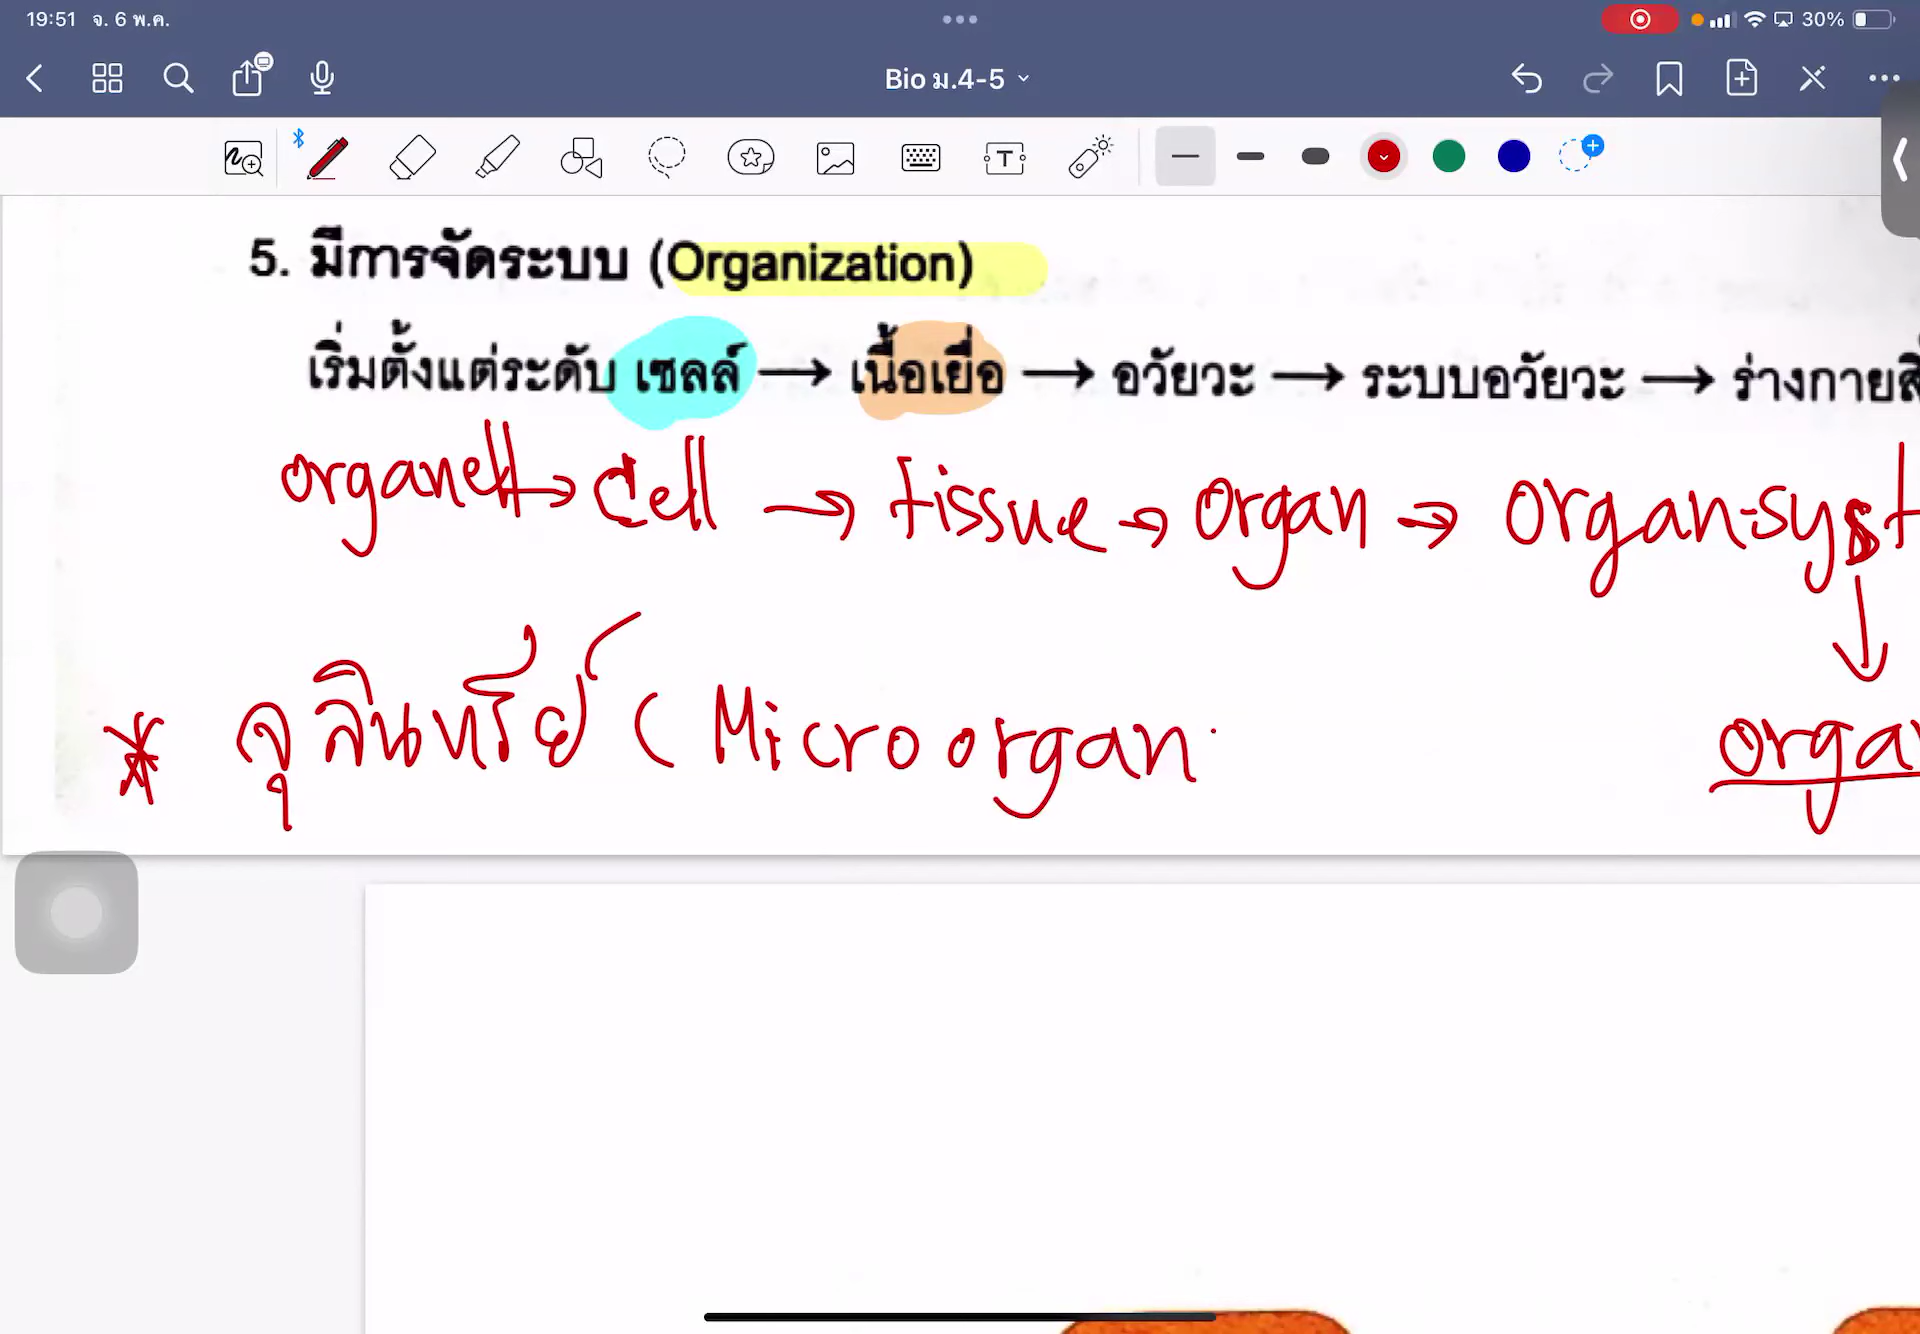 19:51 จ. 6 พ.ค. 30%
Bio ม.4-5
5. มีการจัดระบบ (Organization)
เริ่มตั้งแต่ระดับ เซลล์ → เนื้อเยื่อ → อวัยวะ → ระบบอวัยวะ → ร่างกายสิ
organell → cell → tissue → organ → organ-syst
* จุลินทรีย์ (Microorgan
orga